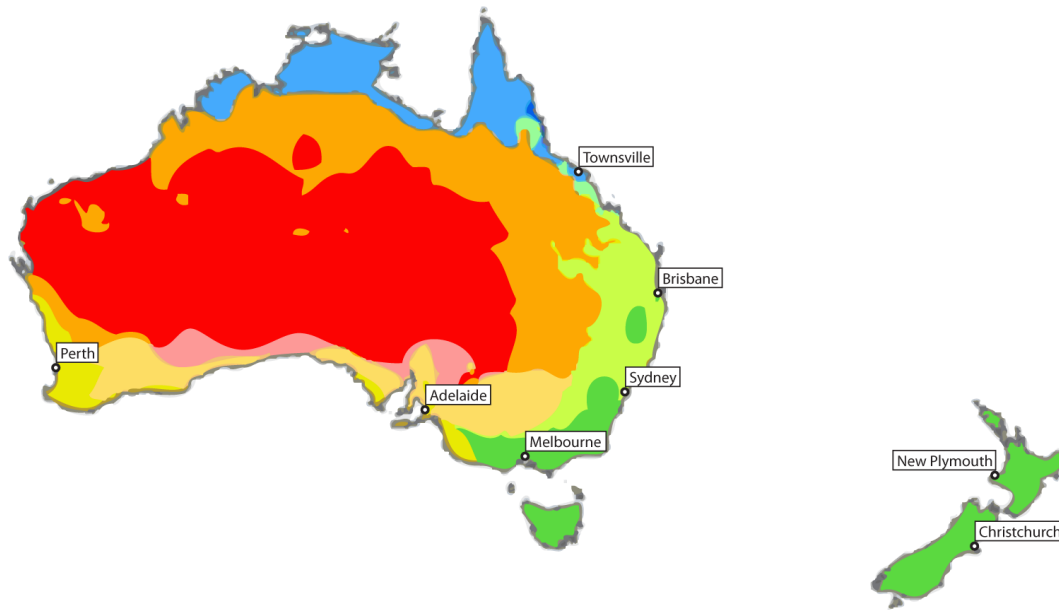 Townsville
Brisbane
Perth
Sydney
Adelaide
Melbourne
New Plymouth
Christchurch